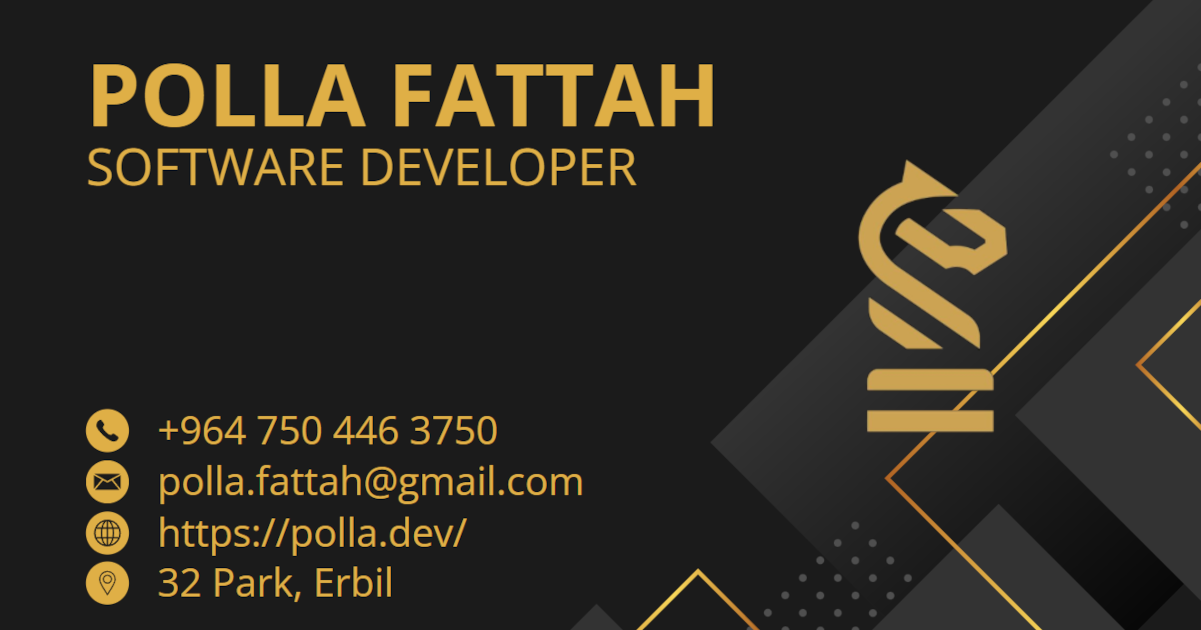 POLLA FATTAH
SOFTWARE DEVELOPER
+964 750 446 3750
polla.fattah@gmail.com
https://polla.dev/
32 Park, Erbil